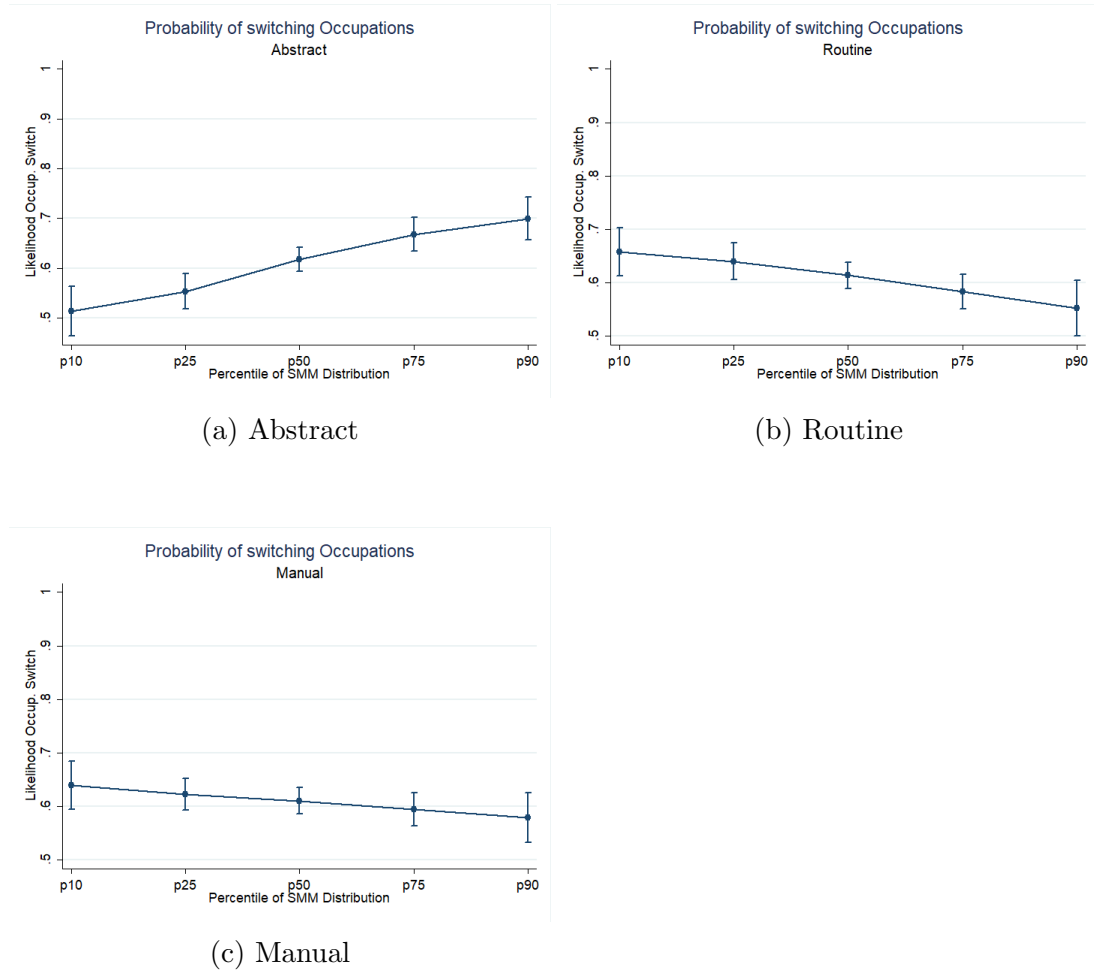 Probability of switching Occupations
Abstract
Likelihood Occup. Switch
1
.9
.8
.7
.6
.5
p10 p25 p50 p75 p90
Percentile of SMM Distribution
(a) Abstract
Probability of switching Occupations
Routine
Likelihood Occup. Switch
1
.9
.8
.7
.6
.5
p10 p25 p50 p75 p90
Percentile of SMM Distribution
(b) Routine
Probability of switching Occupations
Manual
Likelihood Occup. Switch
1
.9
.8
.7
.6
.5
p10 p25 p50 p75 p90
Percentile of SMM Distribution
(c) Manual